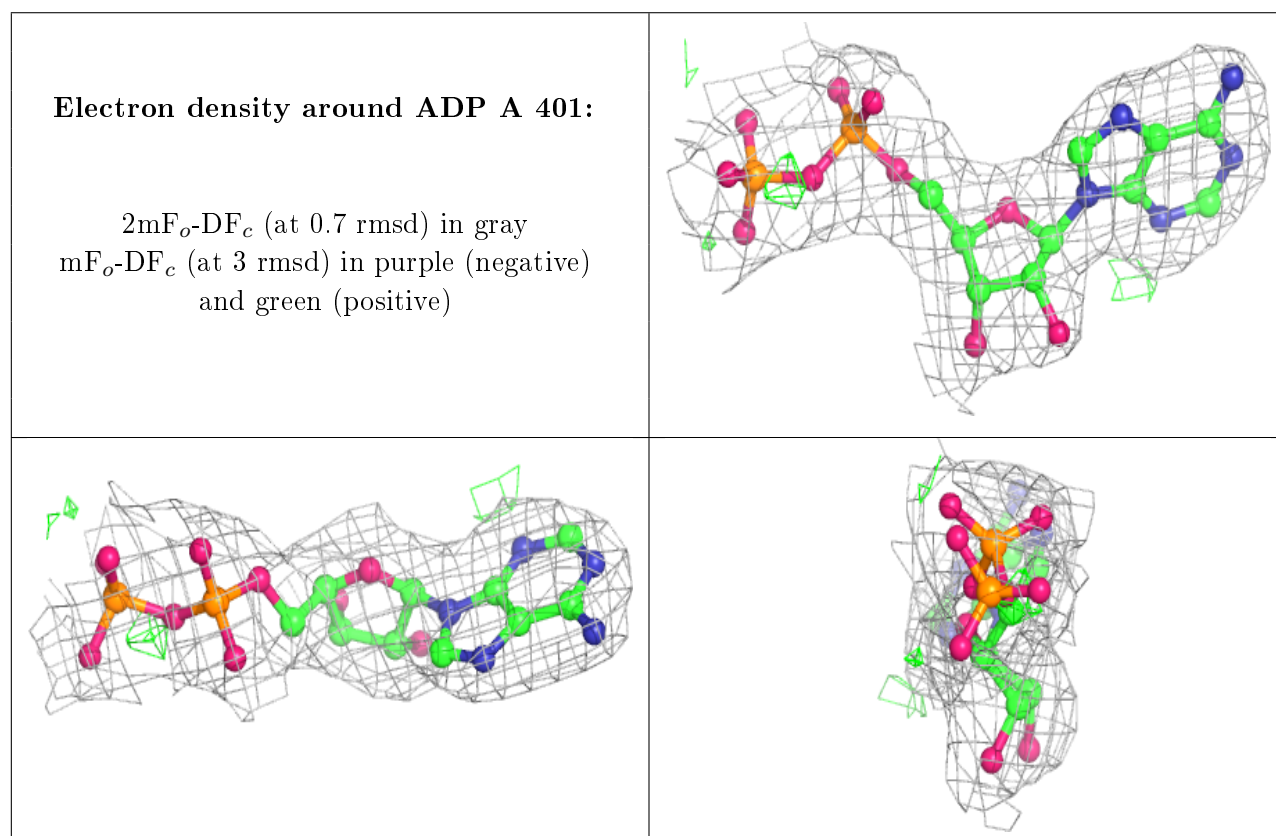 Electron density around ADP A 401:
2mFo-DFc (at 0.7 rmsd) in gray
mFo-DFc (at 3 rmsd) in purple (negative)
and green (positive)